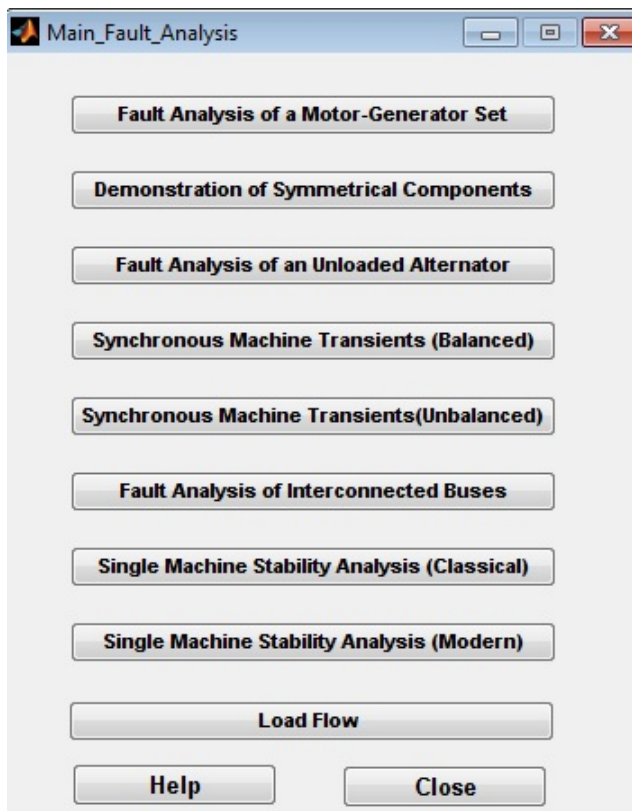 Main_Fault_Analysis
Fault Analysis of a Motor-Generator Set
Demonstration of Symmetrical Components
Fault Analysis of an Unloaded Alternator
Synchronous Machine Transients (Balanced)
Synchronous Machine Transients(Unbalanced)
Fault Analysis of Interconnected Buses
Single Machine Stability Analysis (Classical)
Single Machine Stability Analysis (Modern)
Load Flow
Help Close